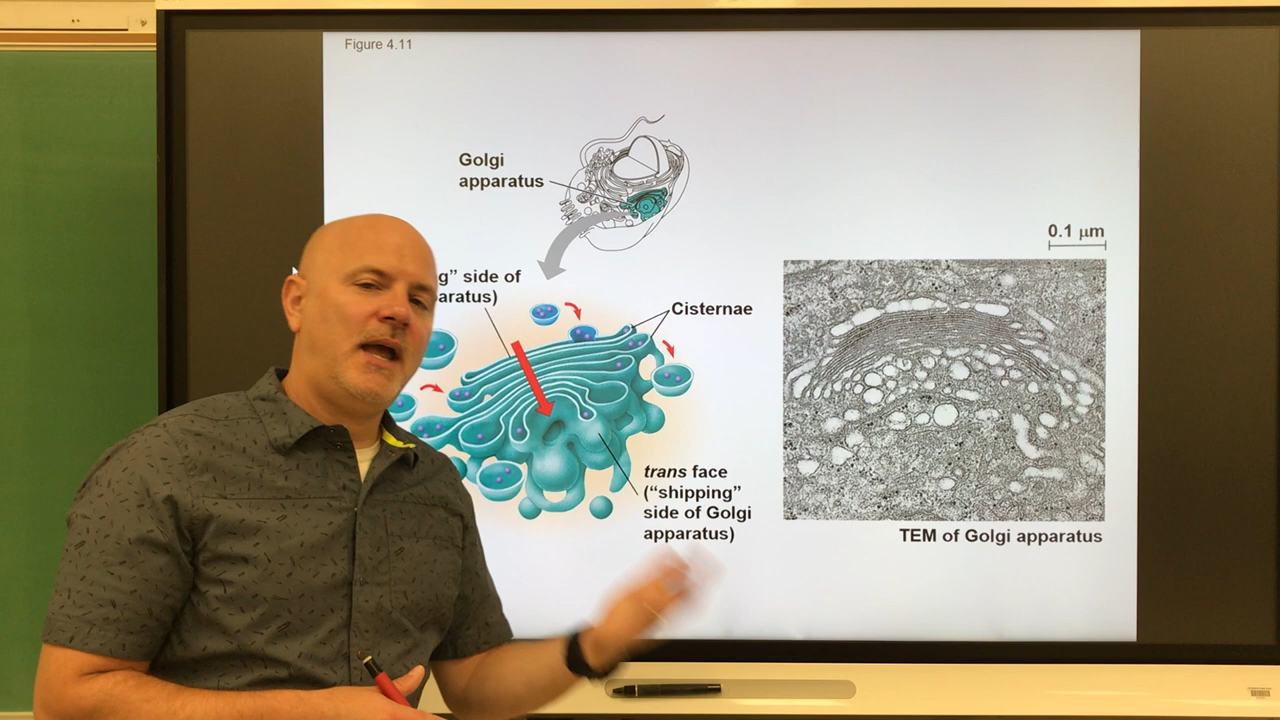 Figure 4.11
Golgi
apparatus
0.1 μm
g” side of
aratus)
Cisternae
trans face
(“shipping”
side of Golgi
apparatus)
TEM of Golgi apparatus